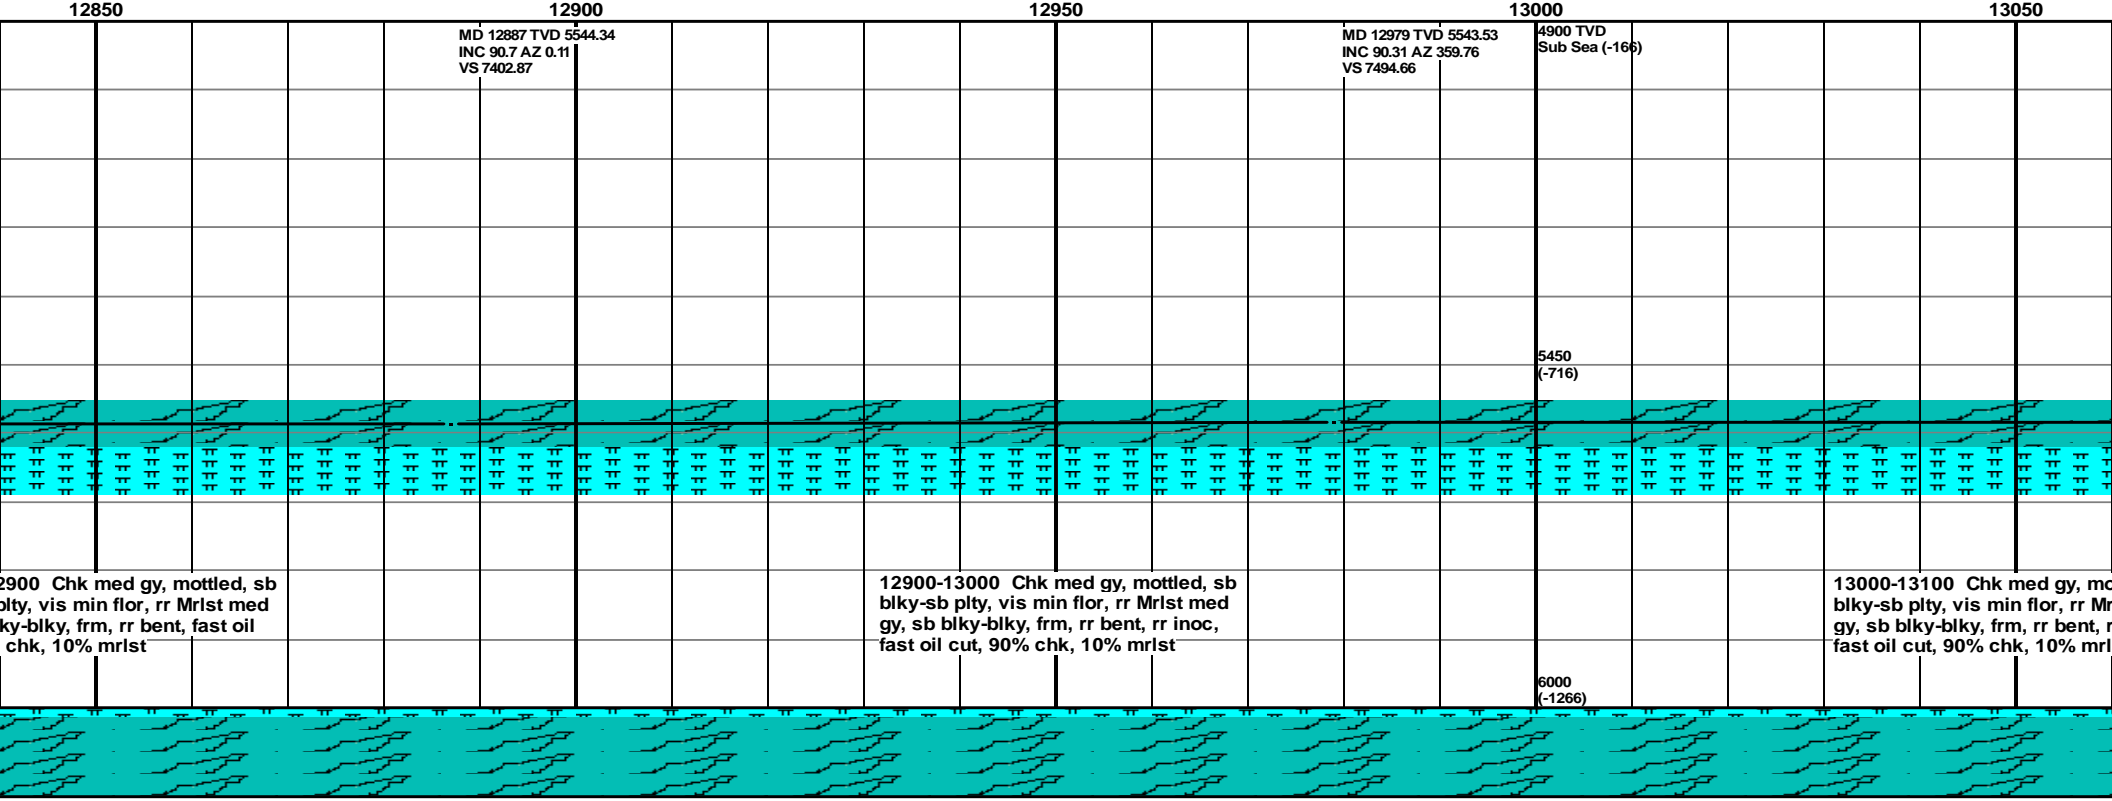 12850 12900 12950 13000 13050
MD 12887 TVD 5544.34
INC 90.7 AZ 0.11
VS 7402.87
MD 12979 TVD 5543.53
INC 90.31 AZ 359.76
VS 7494.66
4900 TVD
Sub Sea (-166)
5450
(-716)
2900 Chk med gy, mottled, sb
plty, vis min flor, rr Mrlst med
ky-blky, frm, rr bent, fast oil
chk, 10% mrlst
12900-13000 Chk med gy, mottled, sb
blky-sb plty, vis min flor, rr Mrlst med
gy, sb blky-blky, frm, rr bent, rr inoc,
fast oil cut, 90% chk, 10% mrlst
13000-13100 Chk med gy, mo
blky-sb plty, vis min flor, rr Mr
gy, sb blky-blky, frm, rr bent, r
fast oil cut, 90% chk, 10% mrl
6000
(-1266)